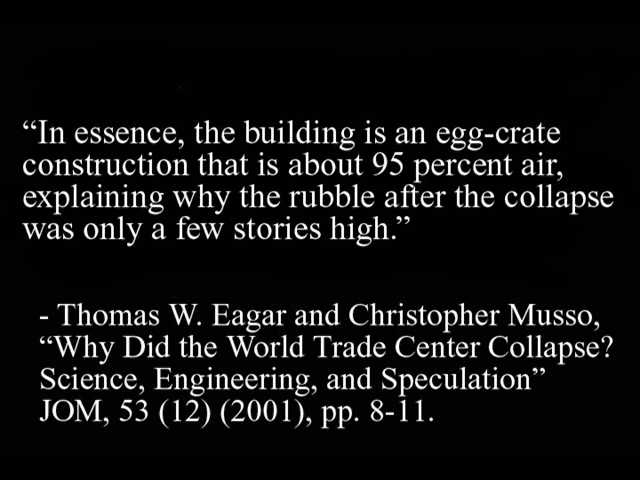 “In essence, the building is an egg-crate
construction that is about 95 percent air,
explaining why the rubble after the collapse
was only a few stories high.”
- Thomas W. Eagar and Christopher Musso,
“Why Did the World Trade Center Collapse?
Science, Engineering, and Speculation”
JOM, 53 (12) (2001), pp. 8-11.